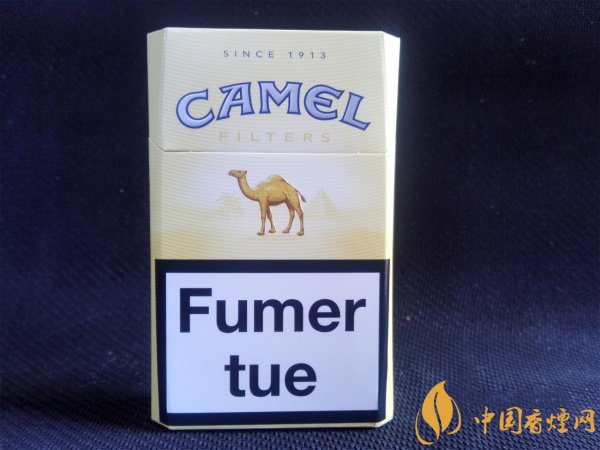 SINCE 1913
CAMEL
FILTERS
Fumer
tue
中国香烟网